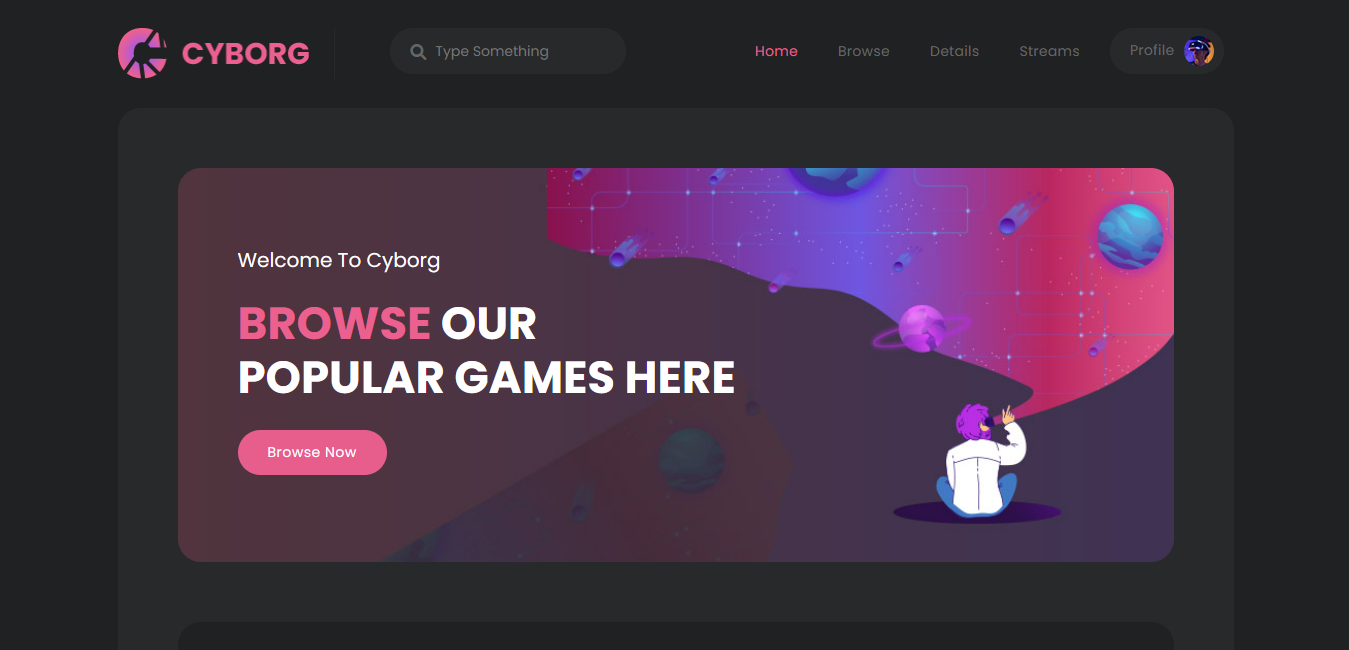 CYBORG
Type Something
Home
Browse
Details
Streams
Profile
Welcome To Cyborg
BROWSE OUR
POPULAR GAMES HERE
Browse Now